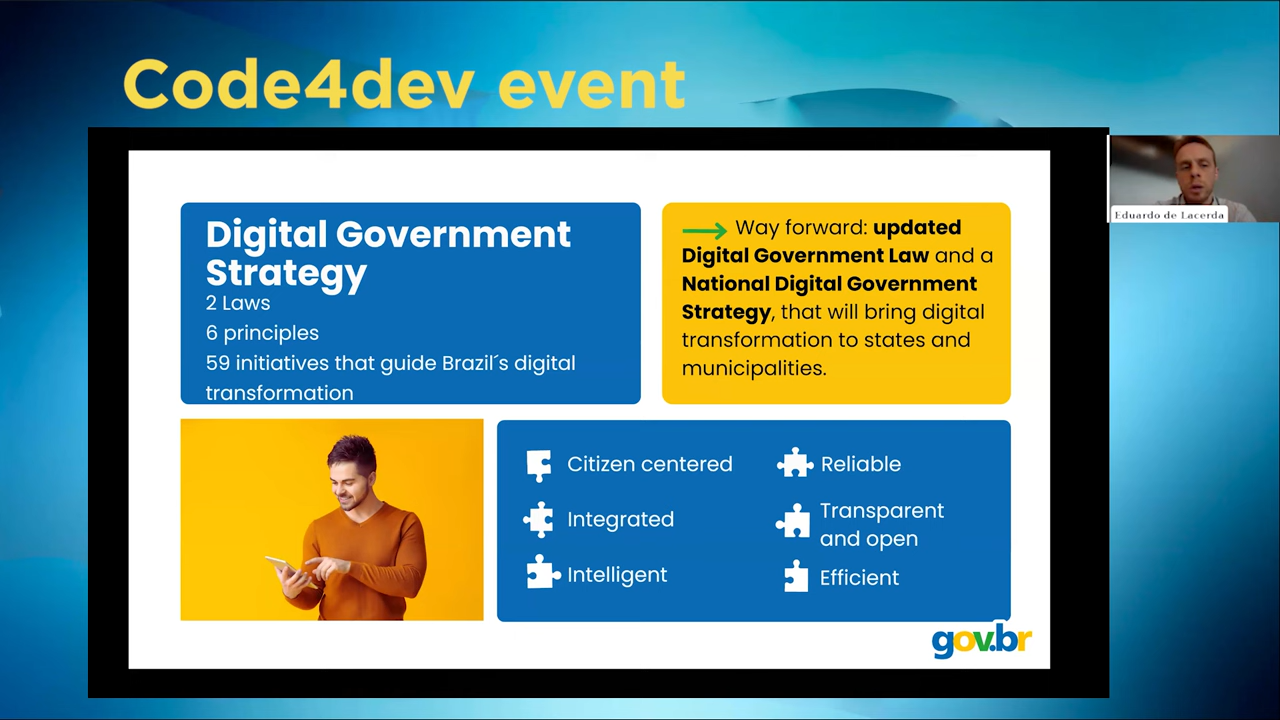 Code4dev event
Eduardo de Lacerda
Digital Government
Strategy
2 Laws
6 principles
59 initiatives that guide Brazil´s digital
transformation
Way forward: updated
Digital Government Law and a
National Digital Government
Strategy, that will bring digital
transformation to states and
municipalities.
Citizen centered
Integrated
Intelligent
Reliable
Transparent
and open
Efficient
gov.br